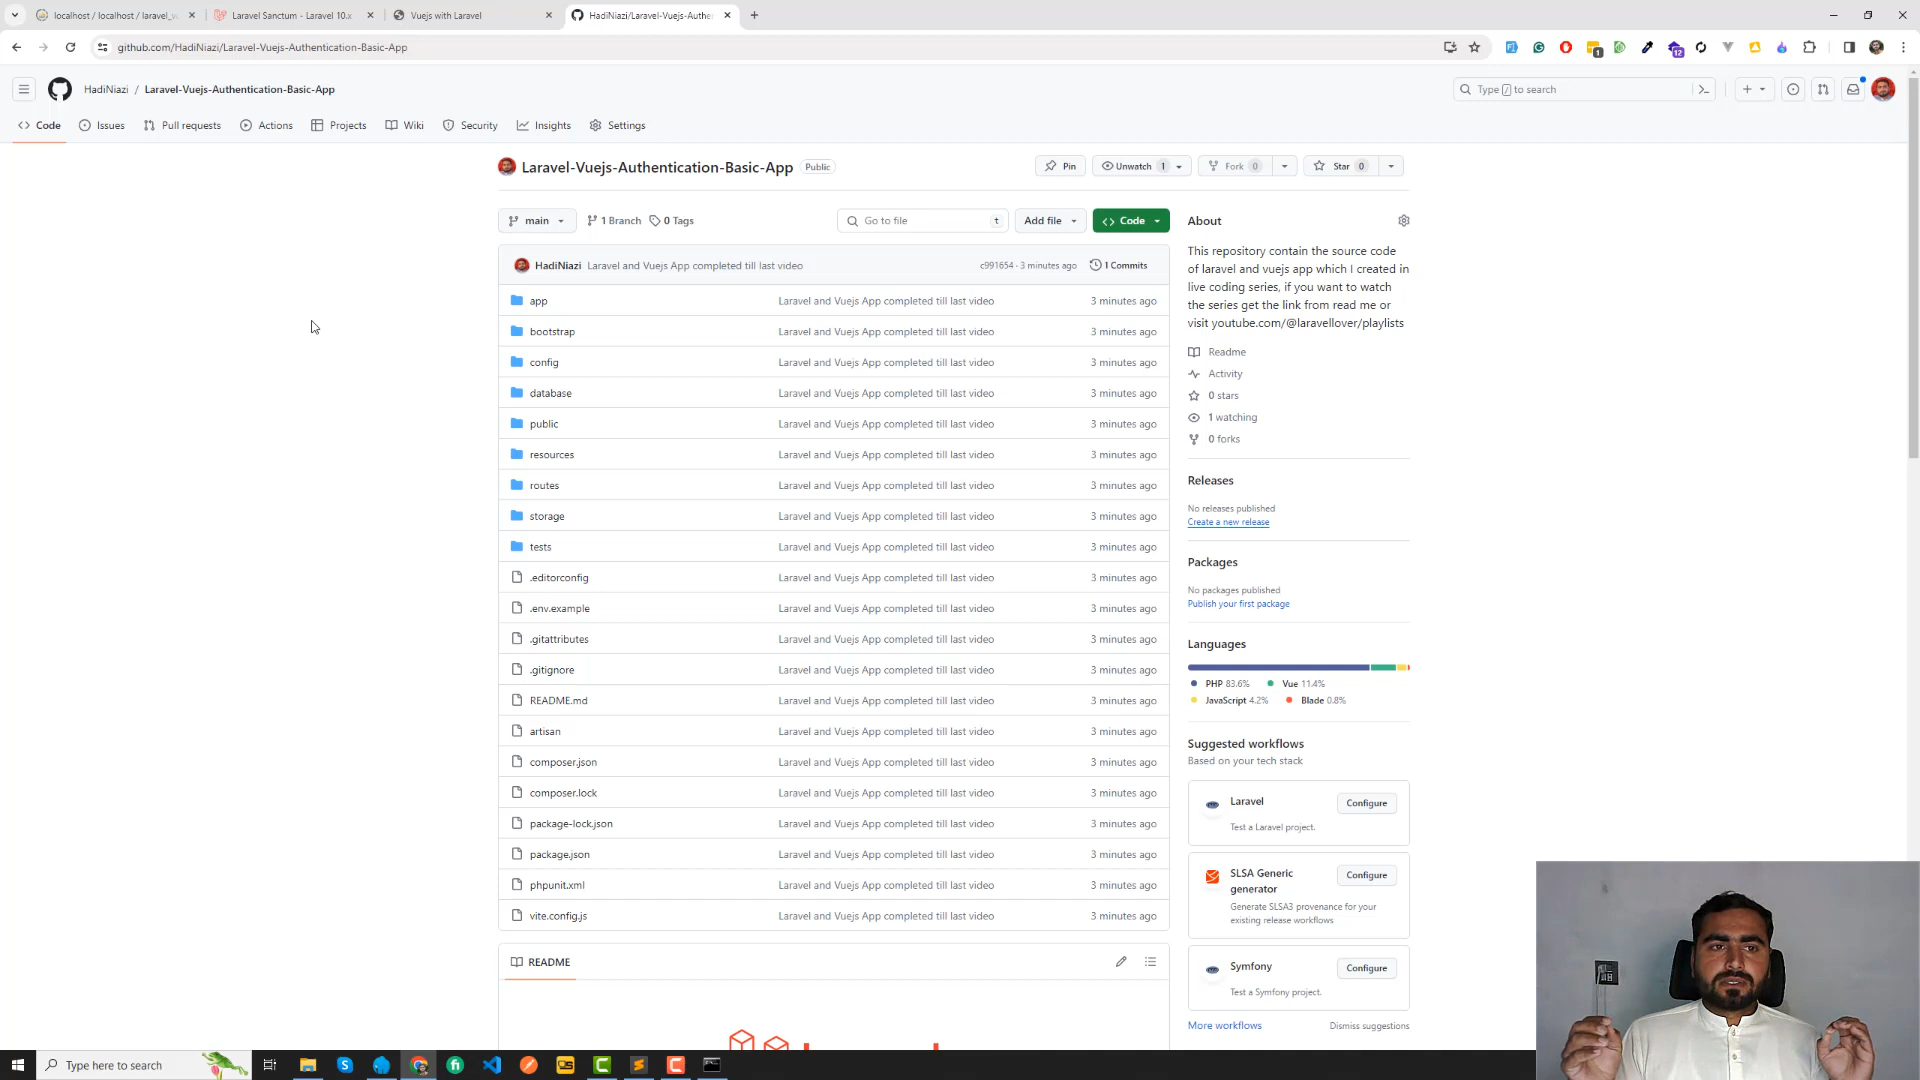 localhost / localhost / laravel_v
Laravel Sanctum - Laravel 10.x
Vuejs with Laravel
HadiNiazi/Laravel-Vuejs-Authe
github.com/HadiNiazi/Laravel-Vuejs-Authentication-Basic-App
1
12
HadiNiazi / Laravel-Vuejs-Authentication-Basic-App
Type / to search
Code
Issues
Pull requests
Actions
Projects
Wiki
Security
Insights
Settings
Laravel-Vuejs-Authentication-Basic-App
Public
Pin
Unwatch 1
Fork 0
Star 0
main
1 Branch
0 Tags
Go to file
t
Add file
Code
HadiNiazi Laravel and Vuejs App completed till last video
c991654 · 3 minutes ago
1 Commits
app Laravel and Vuejs App completed till last video 3 minutes ago
bootstrap Laravel and Vuejs App completed till last video 3 minutes ago
config Laravel and Vuejs App completed till last video 3 minutes ago
database Laravel and Vuejs App completed till last video 3 minutes ago
public Laravel and Vuejs App completed till last video 3 minutes ago
resources Laravel and Vuejs App completed till last video 3 minutes ago
routes Laravel and Vuejs App completed till last video 3 minutes ago
storage Laravel and Vuejs App completed till last video 3 minutes ago
tests Laravel and Vuejs App completed till last video 3 minutes ago
.editorconfig Laravel and Vuejs App completed till last video 3 minutes ago
.env.example Laravel and Vuejs App completed till last video 3 minutes ago
.gitattributes Laravel and Vuejs App completed till last video 3 minutes ago
.gitignore Laravel and Vuejs App completed till last video 3 minutes ago
README.md Laravel and Vuejs App completed till last video 3 minutes ago
artisan Laravel and Vuejs App completed till last video 3 minutes ago
composer.json Laravel and Vuejs App completed till last video 3 minutes ago
composer.lock Laravel and Vuejs App completed till last video 3 minutes ago
package-lock.json Laravel and Vuejs App completed till last video 3 minutes ago
package.json Laravel and Vuejs App completed till last video 3 minutes ago
phpunit.xml Laravel and Vuejs App completed till last video 3 minutes ago
vite.config.js Laravel and Vuejs App completed till last video 3 minutes ago
README
About
This repository contain the source code
of laravel and vuejs app which I created in
live coding series, if you want to watch
the series get the link from read me or
visit youtube.com/@laravellover/playlists
Readme
Activity
0 stars
1 watching
0 forks
Releases
No releases published
Create a new release
Packages
No packages published
Publish your first package
Languages
PHP 83.6%
Vue 11.4%
JavaScript 4.2%
Blade 0.8%
Suggested workflows
Based on your tech stack
Laravel
Configure
Test a Laravel project.
SLSA Generic
generator
Configure
Generate SLSA3 provenance for your
existing release workflows
Symfony
Configure
Test a Symfony project.
More workflows
Dismiss suggestions
Type here to search